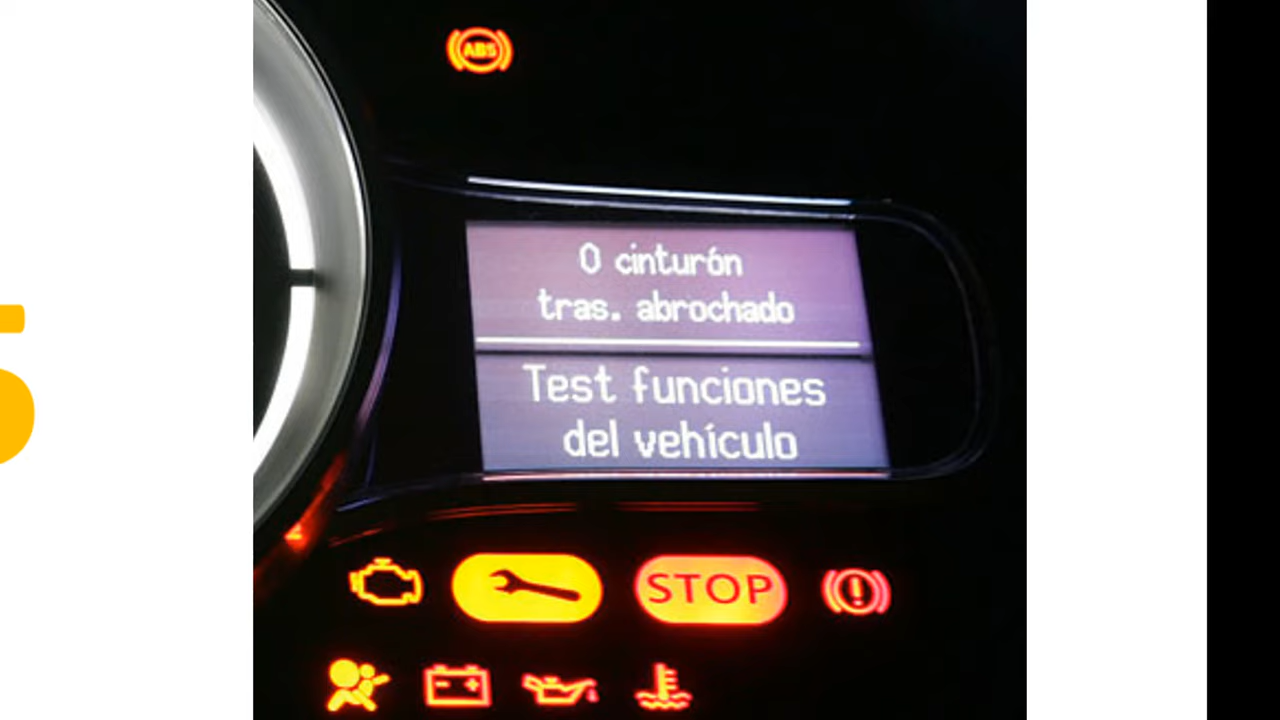 ABS
0 cinturón
tras. abrochado
Test funciones
del vehículo
STOP